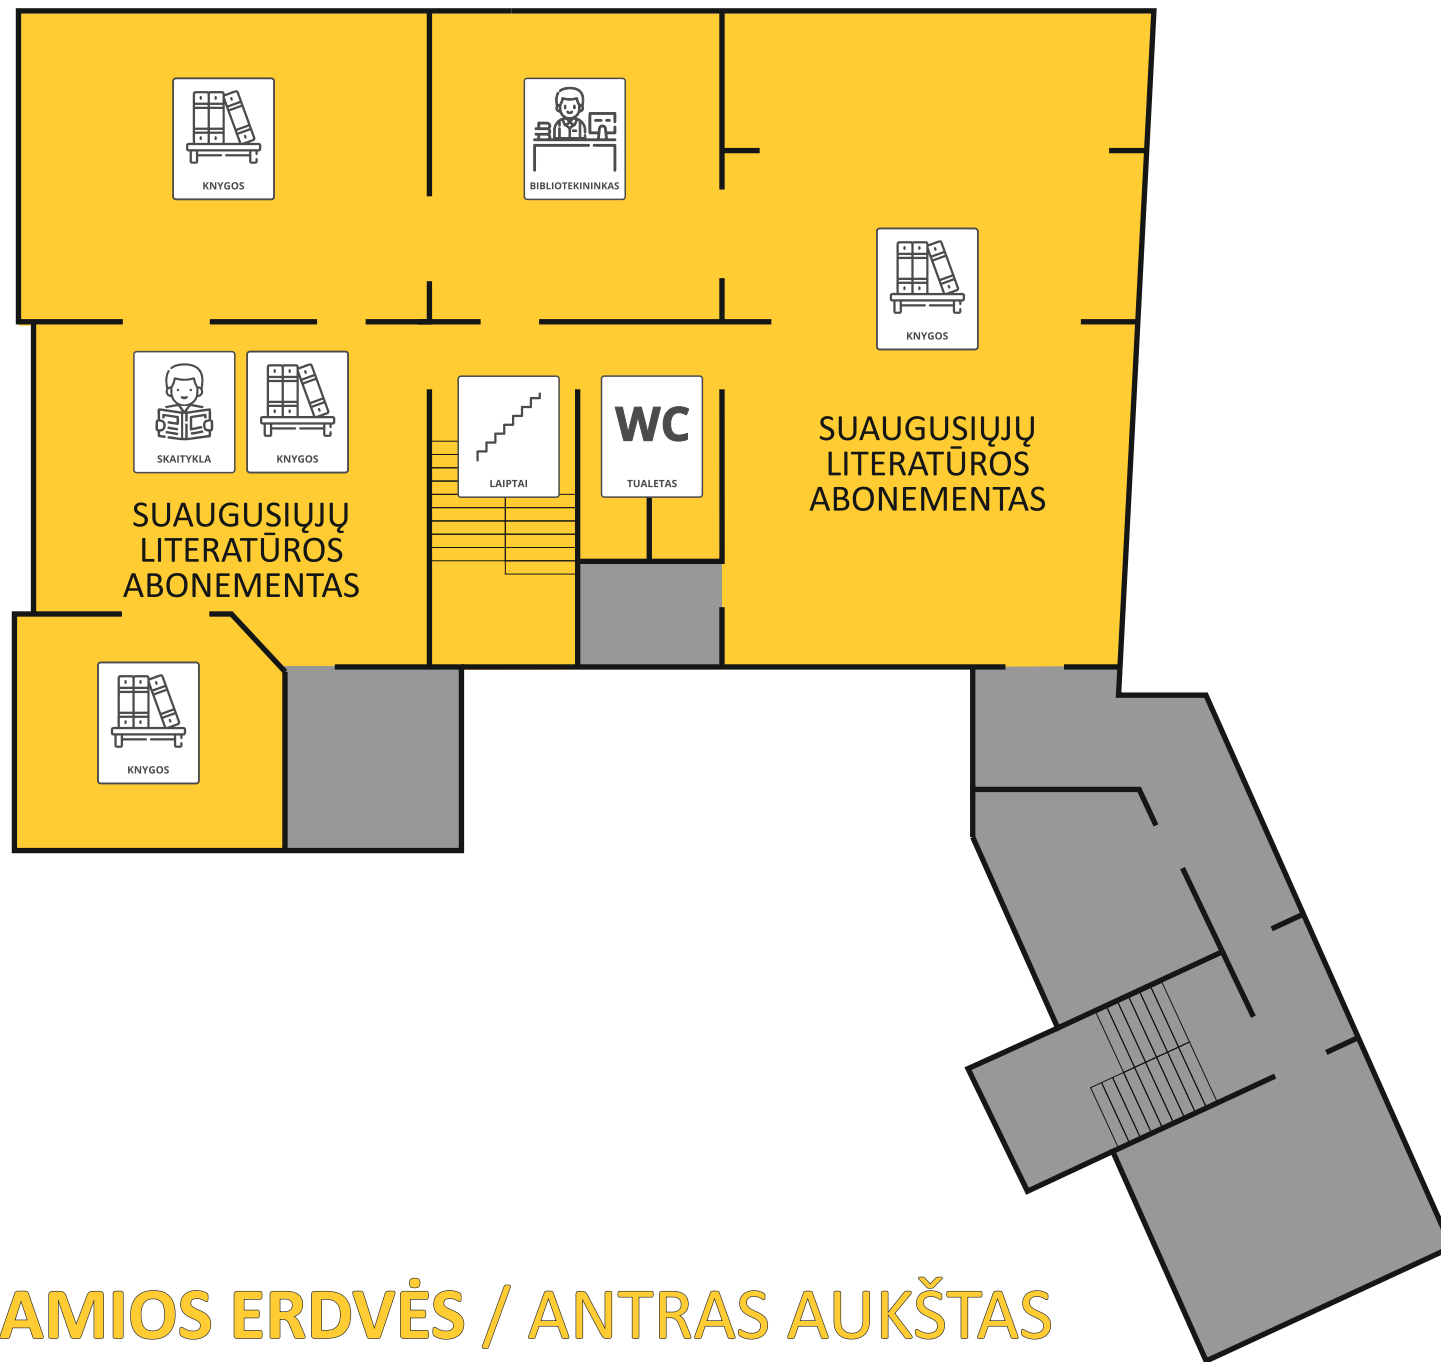 KNYGOS
BIBLIOTEKININKAS
KNYGOS
SKAITYKLA
KNYGOS
LAIPTAI
WC
TUALETAS
SUAUGUSIŲJŲ
LITERATŪROS
ABONEMENTAS
SUAUGUSIŲJŲ
LITERATŪROS
ABONEMENTAS
KNYGOS
AMIOS ERDVĖS / ANTRAS AUKŠTAS